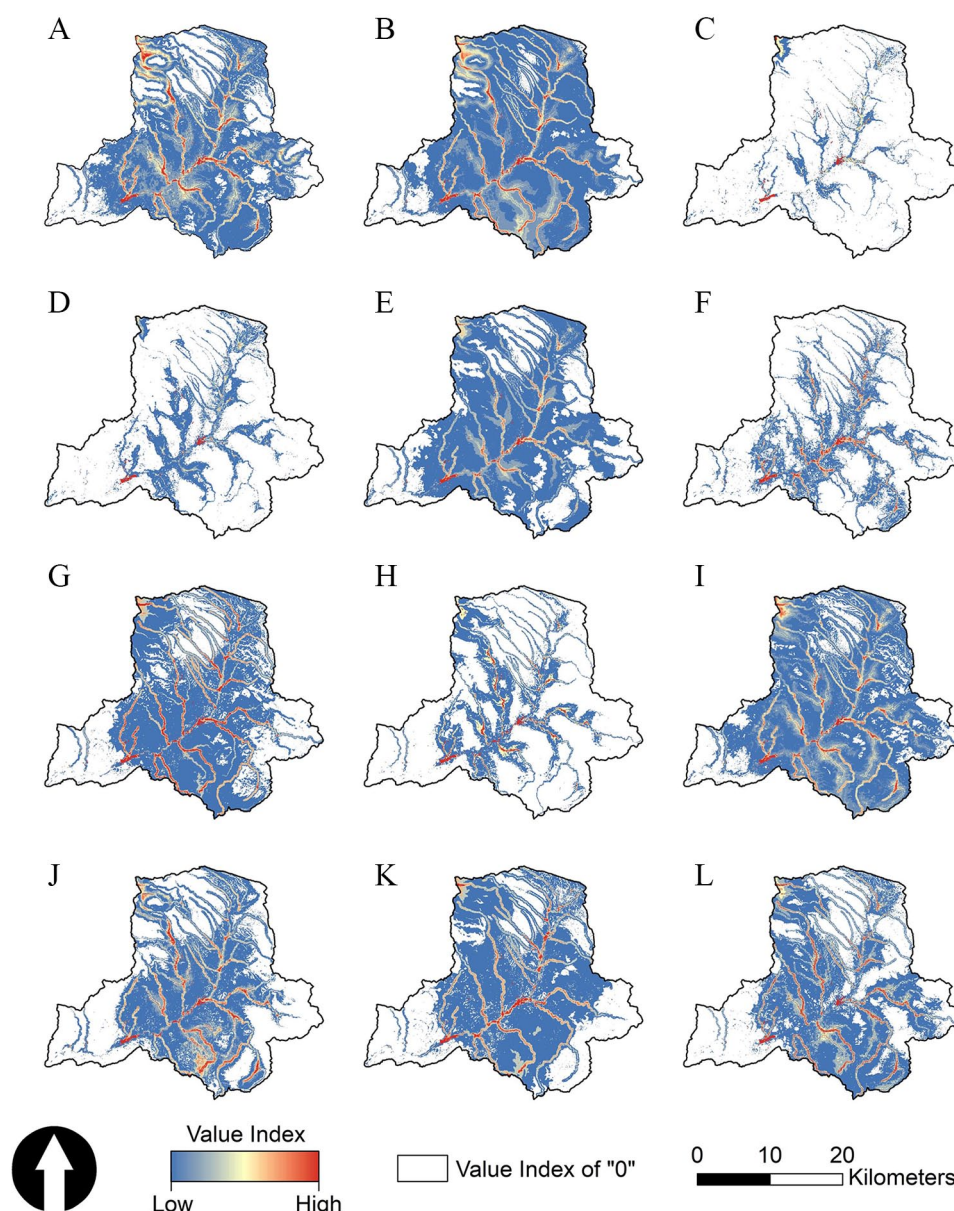 A B C
D E F
G H I
J K L
Value Index
Low High
Value Index of "0"
0 10 20
Kilometers